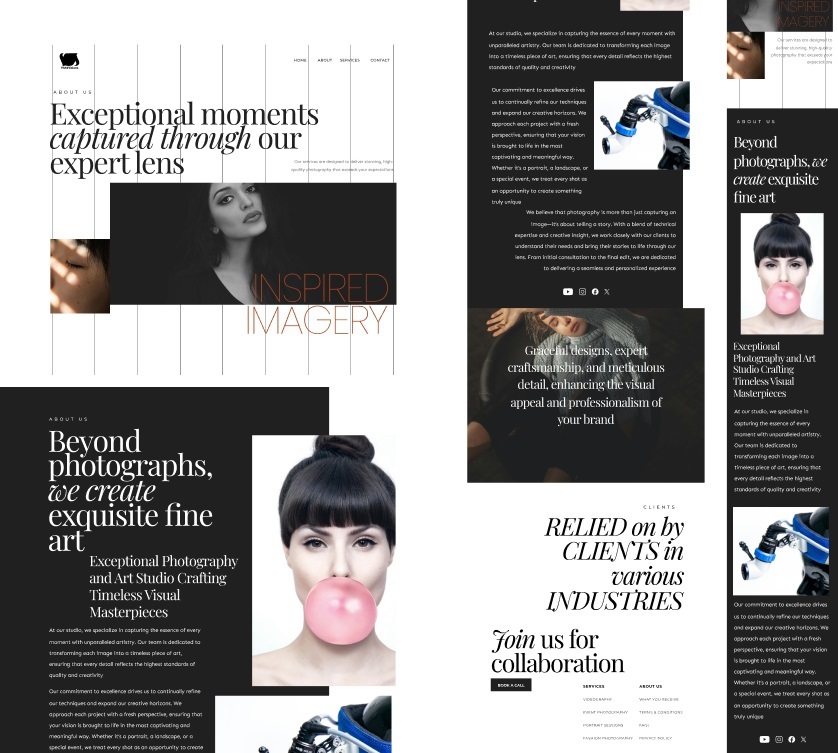 HOME ABOUT SERVICES CONTACT
ABOUT US
Exceptional moments
captured through our
expert lens
Our services are designed to deliver stunning, high-
quality photography that exceeds your expectations
INSPIRED
IMAGERY
ABOUT US
Beyond
photographs,
we create
exquisite fine
art
Exceptional Photography
and Art Studio Crafting
Timeless Visual
Masterpieces
At our studio, we specialize in capturing the essence of every
moment with unparalleled artistry. Our team is dedicated to
transforming each image into a timeless piece of art,
ensuring that every detail reflects the highest standards of
quality and creativity
Our commitment to excellence drives us to continually refine
our techniques and expand our creative horizons. We
approach each project with a fresh perspective, ensuring that
your vision is brought to life in the most captivating and
meaningful way. Whether it's a portrait, a landscape, or a
special event, we treat every shot as an opportunity to create
At our studio, we specialize in capturing the essence of every moment with
unparalleled artistry. Our team is dedicated to transforming each image
into a timeless piece of art, ensuring that every detail reflects the highest
standards of quality and creativity
Our commitment to excellence drives
us to continually refine our techniques
and expand our creative horizons. We
approach each project with a fresh
perspective, ensuring that your vision
is brought to life in the most
captivating and meaningful way.
Whether it's a portrait, a landscape, or
a special event, we treat every shot as
an opportunity to create something
truly unique
We believe that photography is more than just capturing an
image—it's about telling a story. With a blend of technical
expertise and creative insight, we work closely with our clients to
understand their needs and bring their stories to life through our
lens. From initial consultation to the final edit, we are dedicated
to delivering a seamless and personalized experience
Graceful designs, expert
craftsmanship, and meticulous
detail, enhancing the visual
appeal and professionalism of
your brand
CLIENTS
RELIED on by
CLIENTS in
various
INDUSTRIES
Join us for
collaboration
BOOK A CALL
SERVICES ABOUT US
VIDEOGRAPHY WHAT YOU RECEIVE
EVENT PHOTOGRAPHY TERMS & CONDITIONS
PORTRAIT SESSIONS FAQ'
FASHION PHOTOGRAPHY PRIVACY POLICY
INSPIRED
IMAGERY
Our services are designed to
deliver stunning, high-quality
photography that exceeds your
expectations
ABOUT US
Beyond
photographs, we
create exquisite
fine art
Exceptional
Photography and Art
Studio Crafting
Timeless Visual
Masterpieces
At our studio, we specialize in
capturing the essence of every
moment with unparalleled artistry.
Our team is dedicated to
transforming each image into a
timeless piece of art, ensuring that
every detail reflects the highest
standards of quality and creativity
Our commitment to excellence drives
us to continually refine our techniques
and expand our creative horizons. We
approach each project with a fresh
perspective, ensuring that your vision
is brought to life in the most
captivating and meaningful way.
Whether it's a portrait, a landscape, or
a special event, we treat every shot as
an opportunity to create something
truly unique